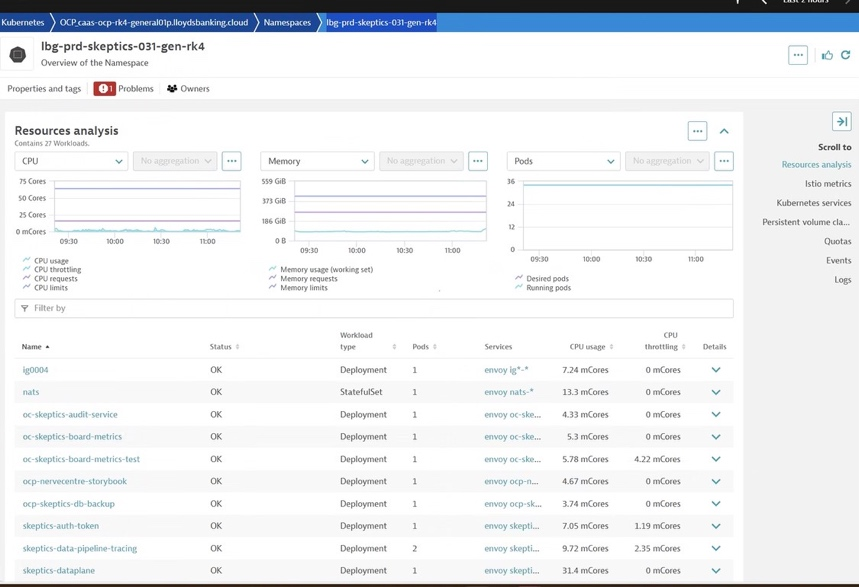 Last 2 hours
Kubernetes OCP_caas-ocp-rk4-general01p.lloydsbanking.cloud Namespaces lbg-prd-skeptics-031-gen-rk4
lbg-prd-skeptics-031-gen-rk4
Overview of the Namespace
Properties and tags 1 Problems Owners
Resources analysis
Contains 27 Workloads.
CPU No aggregation Memory No aggregation Pods No aggregation
75 Cores
50 Cores
25 Cores
0 mCores
09:30 10:00 10:30 11:00
CPU usage
CPU throttling
CPU requests
CPU limits
559 GiB
373 GiB
186 GiB
0 B
09:30 10:00 10:30 11:00
Memory usage (working set)
Memory requests
Memory limits
36
24
12
0
09:30 10:00 10:30 11:00
Desired pods
Running pods
Filter by
Name Status Workload type Pods Services CPU usage CPU throttling Details
ig0004 OK Deployment 1 envoy ig*-* 7.24 mCores 0 mCores
nats OK StatefulSet 1 envoy nats-* 13.3 mCores 0 mCores
oc-skeptics-audit-service OK Deployment 1 envoy oc-ske... 4.33 mCores 0 mCores
oc-skeptics-board-metrics OK Deployment 1 envoy oc-ske... 5.3 mCores 0 mCores
oc-skeptics-board-metrics-test OK Deployment 1 envoy oc-ske... 5.78 mCores 4.22 mCores
ocp-nervecentre-storybook OK Deployment 1 envoy ocp-n... 4.67 mCores 0 mCores
ocp-skeptics-db-backup OK Deployment 1 envoy ocp-sk... 3.74 mCores 0 mCores
skeptics-auth-token OK Deployment 1 envoy skepti... 7.05 mCores 1.19 mCores
skeptics-data-pipeline-tracing OK Deployment 2 envoy skepti... 9.72 mCores 2.35 mCores
skeptics-dataplane OK Deployment 1 envoy skepti... 31.4 mCores 0 mCores
Scroll to
Resources analysis
Istio metrics
Kubernetes services
Persistent volume cla...
Quotas
Events
Logs